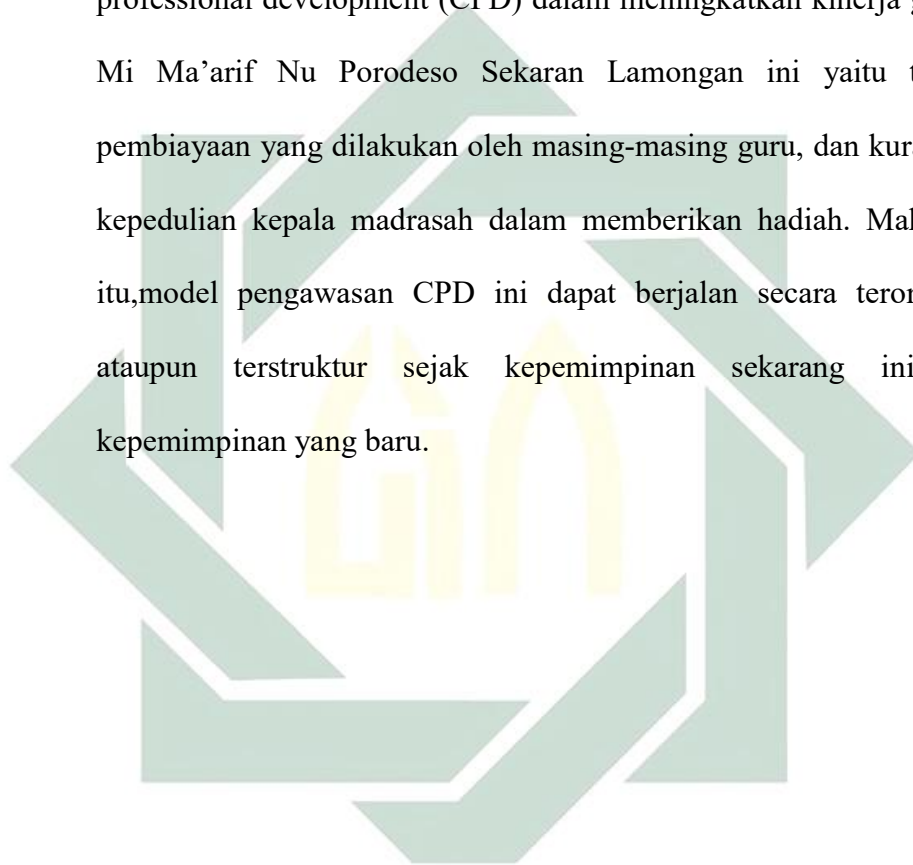 professional development (CPD) dalam meningkatkan kinerja
Mi Ma’arif Nu Porodeso Sekaran Lamongan ini yaitu
pembiayaan yang dilakukan oleh masing-masing guru, dan
kepedulian kepala madrasah dalam memberikan hadiah.
itu,model pengawasan CPD ini dapat berjalan secara
ataupun terstruktur sejak kepemimpinan sekarang ini
kepemimpinan yang baru.